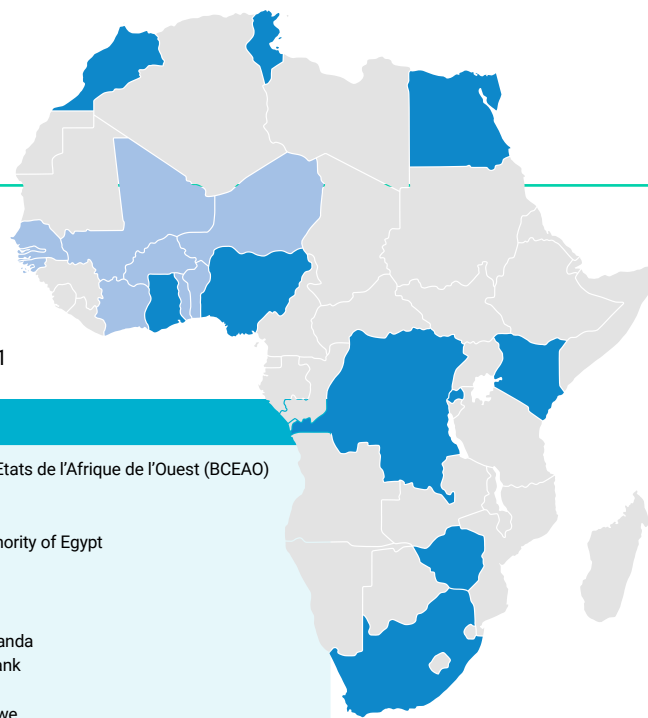 1
Etats de l’Afrique de l’Ouest (BCEAO)
hority of Egypt
anda
ank
we